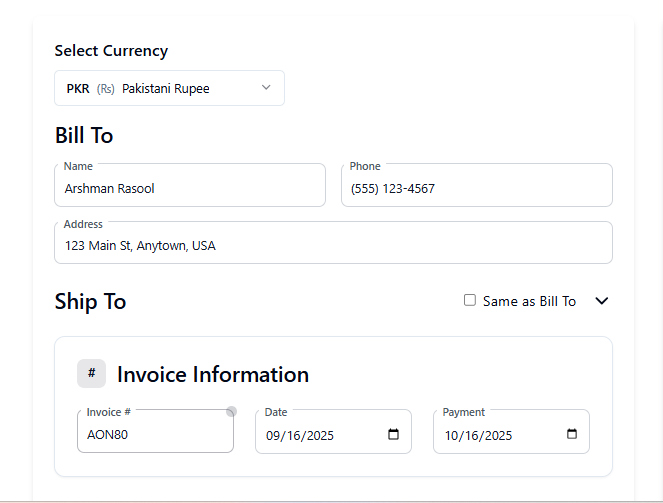 Select Currency
PKR (Rs) Pakistani Rupee
Bill To
Name Phone
Arshman Rasool (555) 123-4567
Address
123 Main St, Anytown, USA
Ship To Same as Bill To
# Invoice Information
Invoice # Date Payment
AON80 09/16/2025 10/16/2025